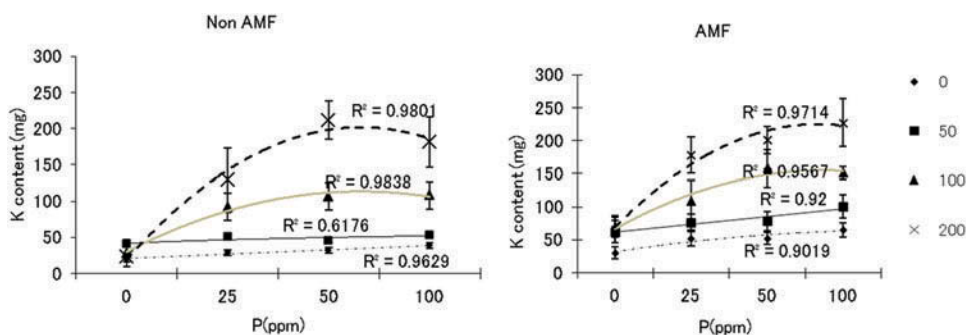 Non AMF
300
250
200
150
100
50
0
K content(mg)
R² = 0.9801
R² = 0.9838
R² = 0.6176
R² = 0.9629
0 25 50 100
P(ppm)
AMF
300
250
200
150
100
50
0
K content (mg)
R² = 0.9714
R² = 0.9567
R² = 0.92
R² = 0.9019
0 25 50 100
P(ppm)
0
50
100
200